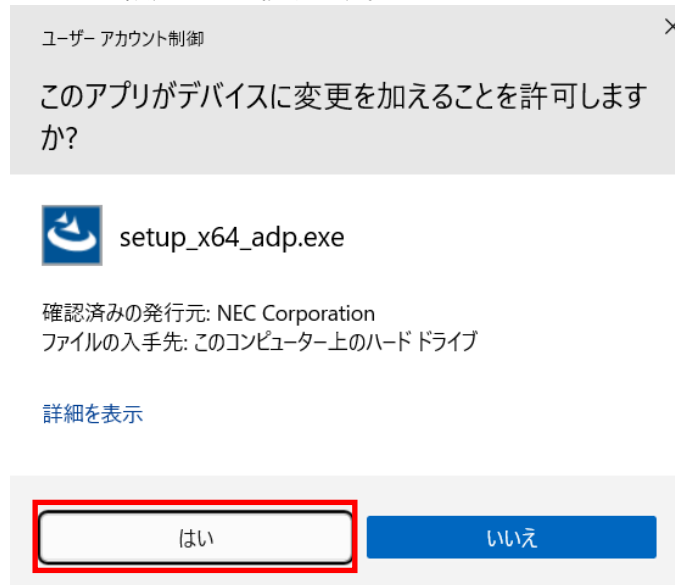 ユーザー アカウント制御
このアプリがデバイスに変更を加えることを許可します
か?
setup_x64_adp.exe
確認済みの発行元: NEC Corporation
ファイルの入手先: このコンピューター上のハード ドライブ
詳細を表示
はい
いいえ